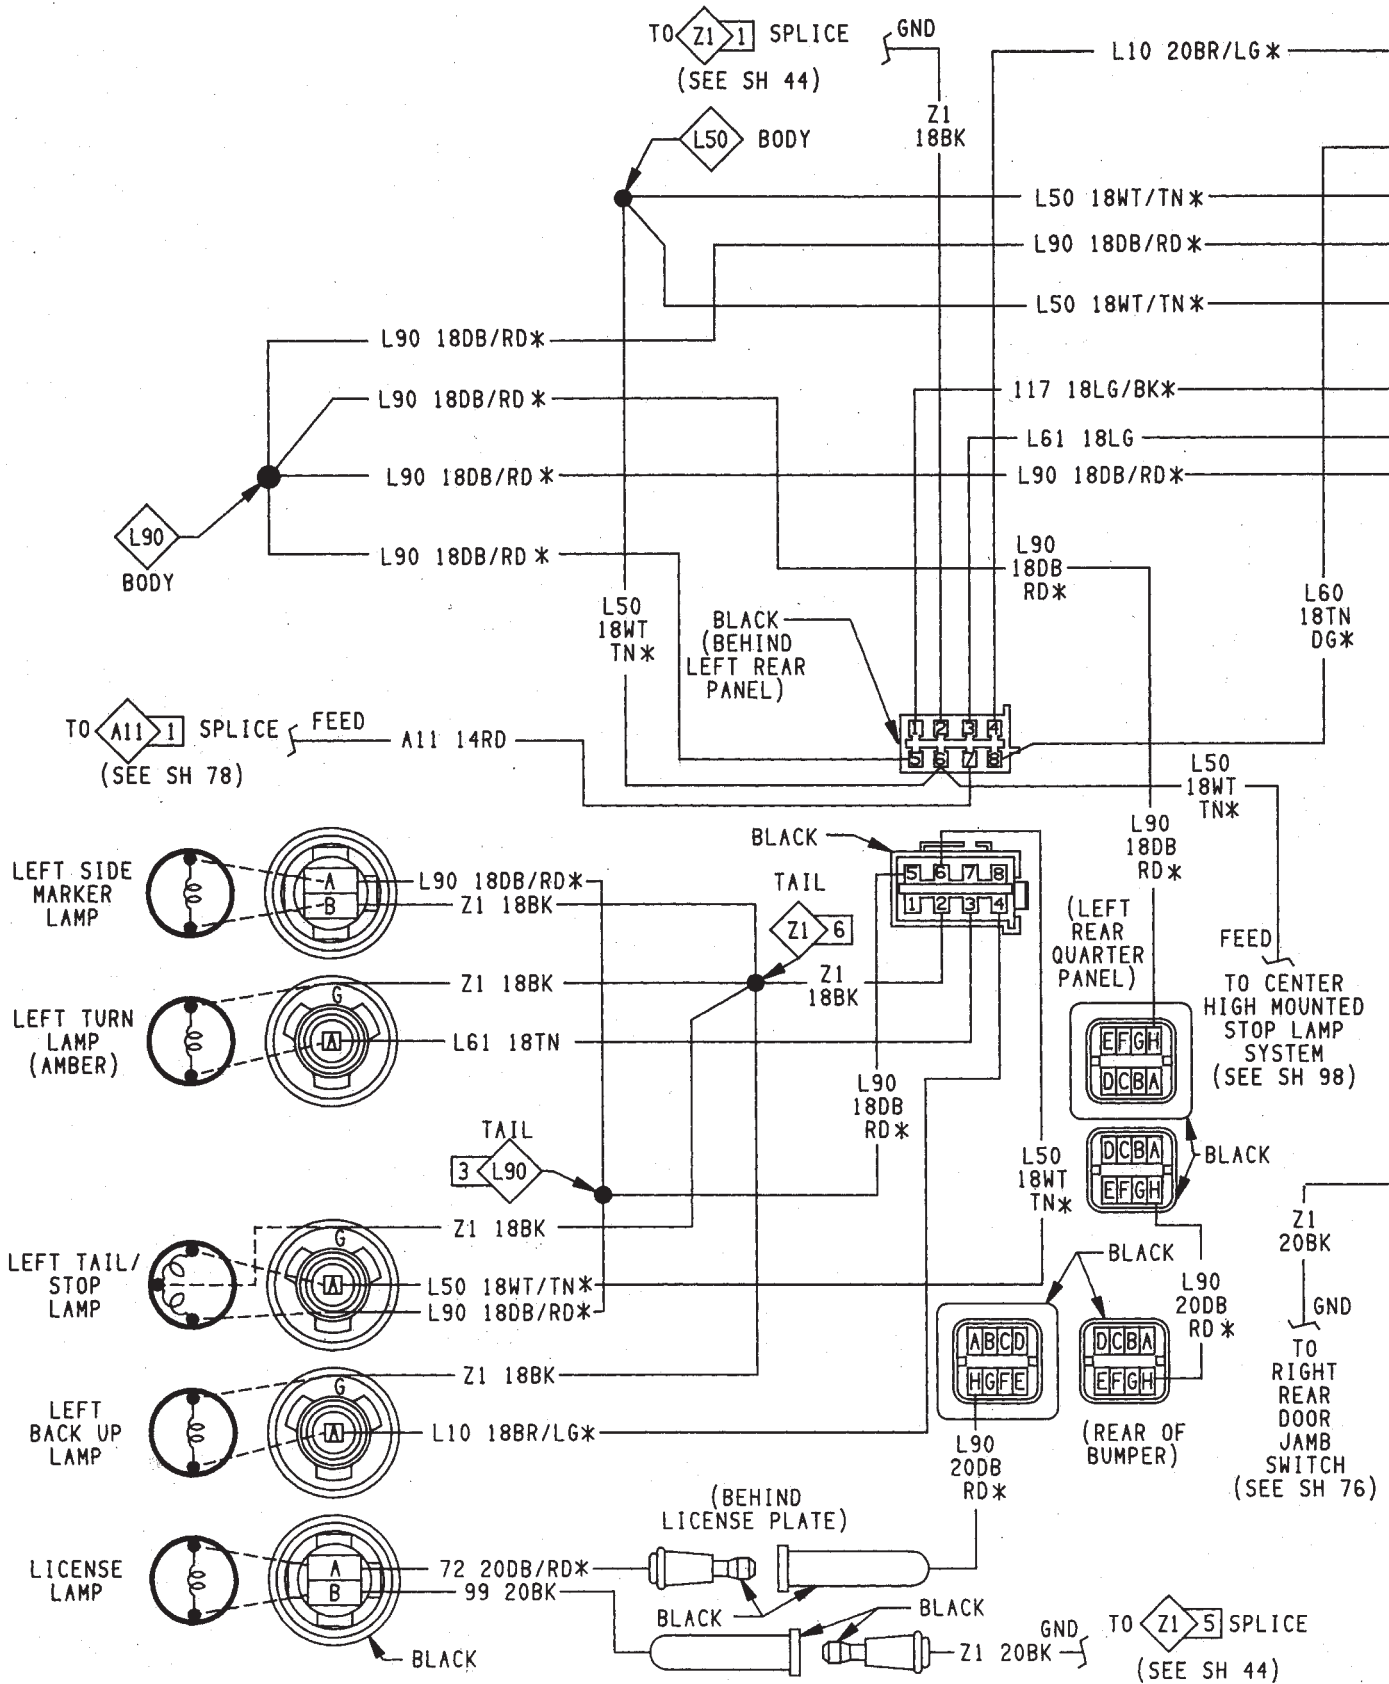 TO Z1 1 SPLICE
(SEE SH 44)
GND
L10 20BR/LG*
Z1
18BK
L50 BODY
L50 18WT/TN*
L90 18DB/RD*
L50 18WT/TN*
L90 18DB/RD*
L90 18DB/RD*
117 18LG/BK*
L61 18LG
L90 18DB/RD*
L90 18DB/RD*
L90
BODY
L90 18DB/RD*
L90
18DB
RD*
L50
18WT
TN*
BLACK
(BEHIND
LEFT REAR
PANEL)
L60
18TN
DG*
TO A11 1 SPLICE
(SEE SH 78)
FEED
A11 14RD
1 2 3 4
5 6 7 8
L50
18WT
TN*
LEFT SIDE
MARKER
LAMP
A
B
L90 18DB/RD*
Z1 18BK
BLACK
TAIL
Z1 6
5 6 7 8
1 2 3 4
L90
18DB
RD*
(LEFT
REAR
QUARTER
PANEL)
FEED
TO CENTER
HIGH MOUNTED
STOP LAMP
SYSTEM
(SEE SH 98)
LEFT TURN
LAMP
(AMBER)
G
A
Z1 18BK
Z1
18BK
L61 18TN
L90
18DB
RD*
EFGH
DCBA
DCBA
EFGH
BLACK
TAIL
3 L90
L50
18WT
TN*
Z1
20BK
GND
TO
RIGHT
REAR
DOOR
JAMB
SWITCH
(SEE SH 76)
LEFT TAIL/
STOP
LAMP
G
A
Z1 18BK
L50 18WT/TN*
L90 18DB/RD*
BLACK
L90
20DB
RD*
ABCD
HGFE
DCBA
EFGH
(REAR OF
BUMPER)
LEFT
BACK UP
LAMP
G
A
Z1 18BK
L10 18BR/LG*
L90
20DB
RD*
(BEHIND
LICENSE PLATE)
LICENSE
LAMP
A
B
72 20DB/RD*
99 20BK
BLACK
BLACK
BLACK
GND
Z1 20BK
TO Z1 5 SPLICE
(SEE SH 44)